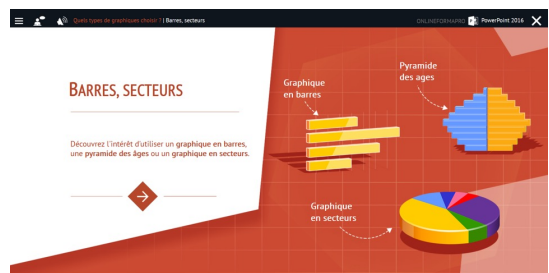 Quels types de graphiques choisir ? | Barres, secteurs
ONLINEFORMAPRO PowerPoint 2016
BARRES, SECTEURS
Découvrez l'intérêt d'utiliser un graphique en barres,
une pyramide des âges ou un graphique en secteurs.
Graphique
en barres
Pyramide
des ages
Graphique
en secteurs